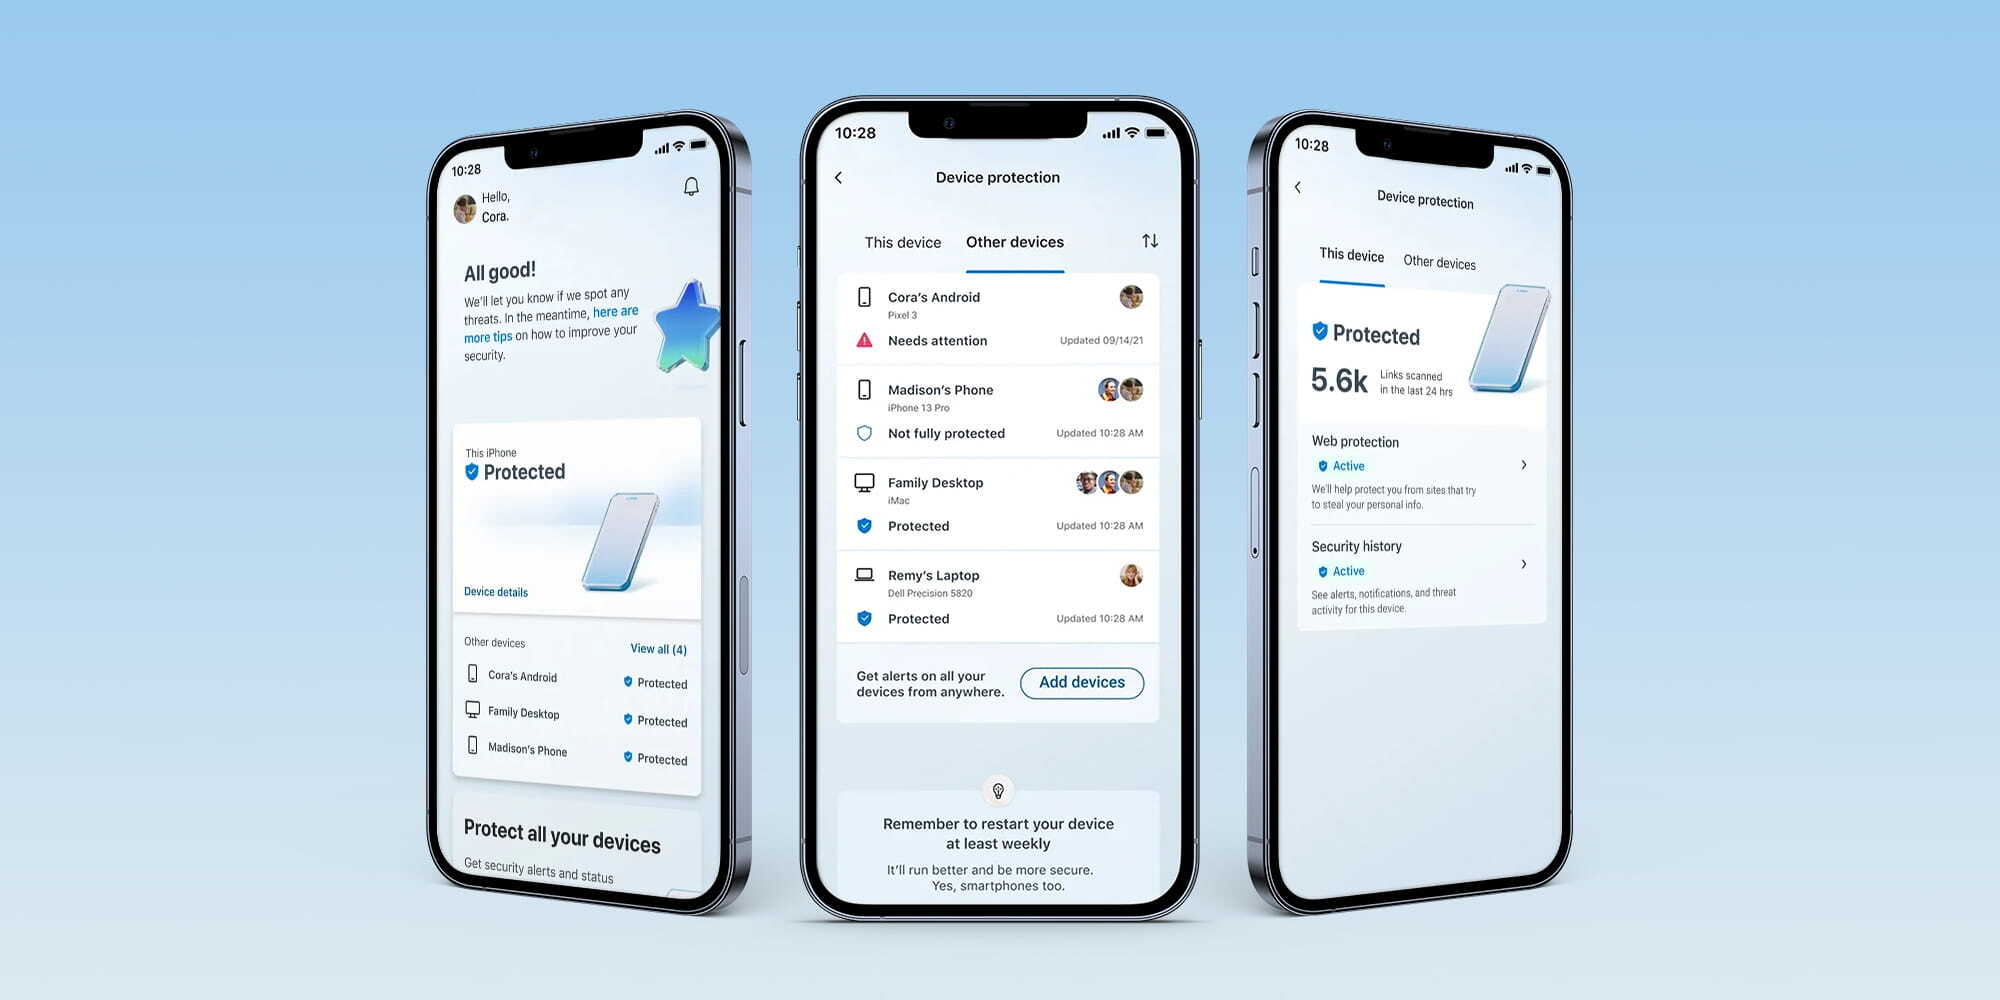 10:28
Hello,
Cora.
All good!
We'll let you know if we spot any
threats. In the meantime, here are
more tips on how to improve your
security.
This iPhone
Protected
Device details
Other devices
View all (4)
Cora's Android
Protected
Family Desktop
Protected
Madison's Phone
Protected
Protect all your devices
Get security alerts and status
10:28
Device protection
This device
Other devices
Cora's Android
Pixel 3
Needs attention
Updated 09/14/21
Madison's Phone
iPhone 13 Pro
Not fully protected
Updated 10:28 AM
Family Desktop
iMac
Protected
Updated 10:28 AM
Remy's Laptop
Dell Precision 5820
Protected
Updated 10:28 AM
Get alerts on all your
devices from anywhere.
Add devices
Remember to restart your device
at least weekly
It'll run better and be more secure.
Yes, smartphones too.
10:28
Device protection
This device
Other devices
Protected
5.6k
Links scanned
in the last 24 hrs
Web protection
Active
We'll help protect you from sites that try
to steal your personal info.
Security history
Active
See alerts, notifications, and threat
activity for this device.